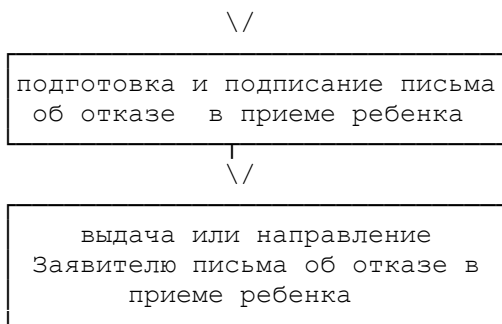 \/
подготовка и подписание письма
об отказе в приеме ребенка
\/
выдача или направление
Заявителю письма об отказе в
приеме ребенка